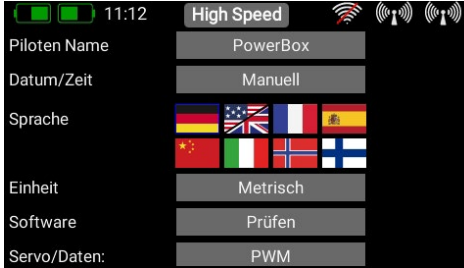 11:12 High Speed
Piloten Name PowerBox
Datum/Zeit Manuell
Sprache
Einheit Metrisch
Software Prüfen
Servo/Daten: PWM